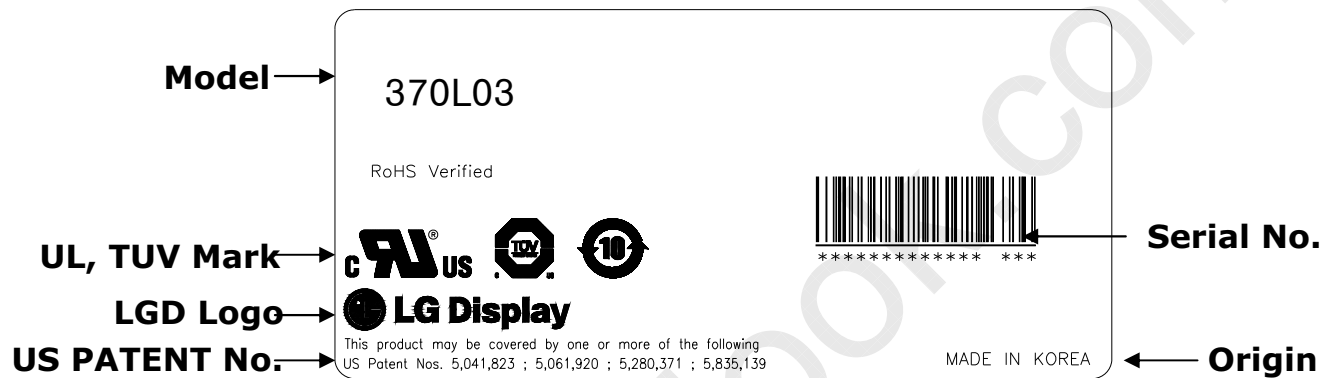 Model
370L03
RoHS Verified
UL, TUV Mark
c RU ® US TUV 10
************* ***
Serial No.
LGD Logo
LG Display
US PATENT No.
This product may be covered by one or more of the following
US Patent Nos. 5,041,823 ; 5,061,920 ; 5,280,371 ; 5,835,139
MADE IN KOREA
Origin